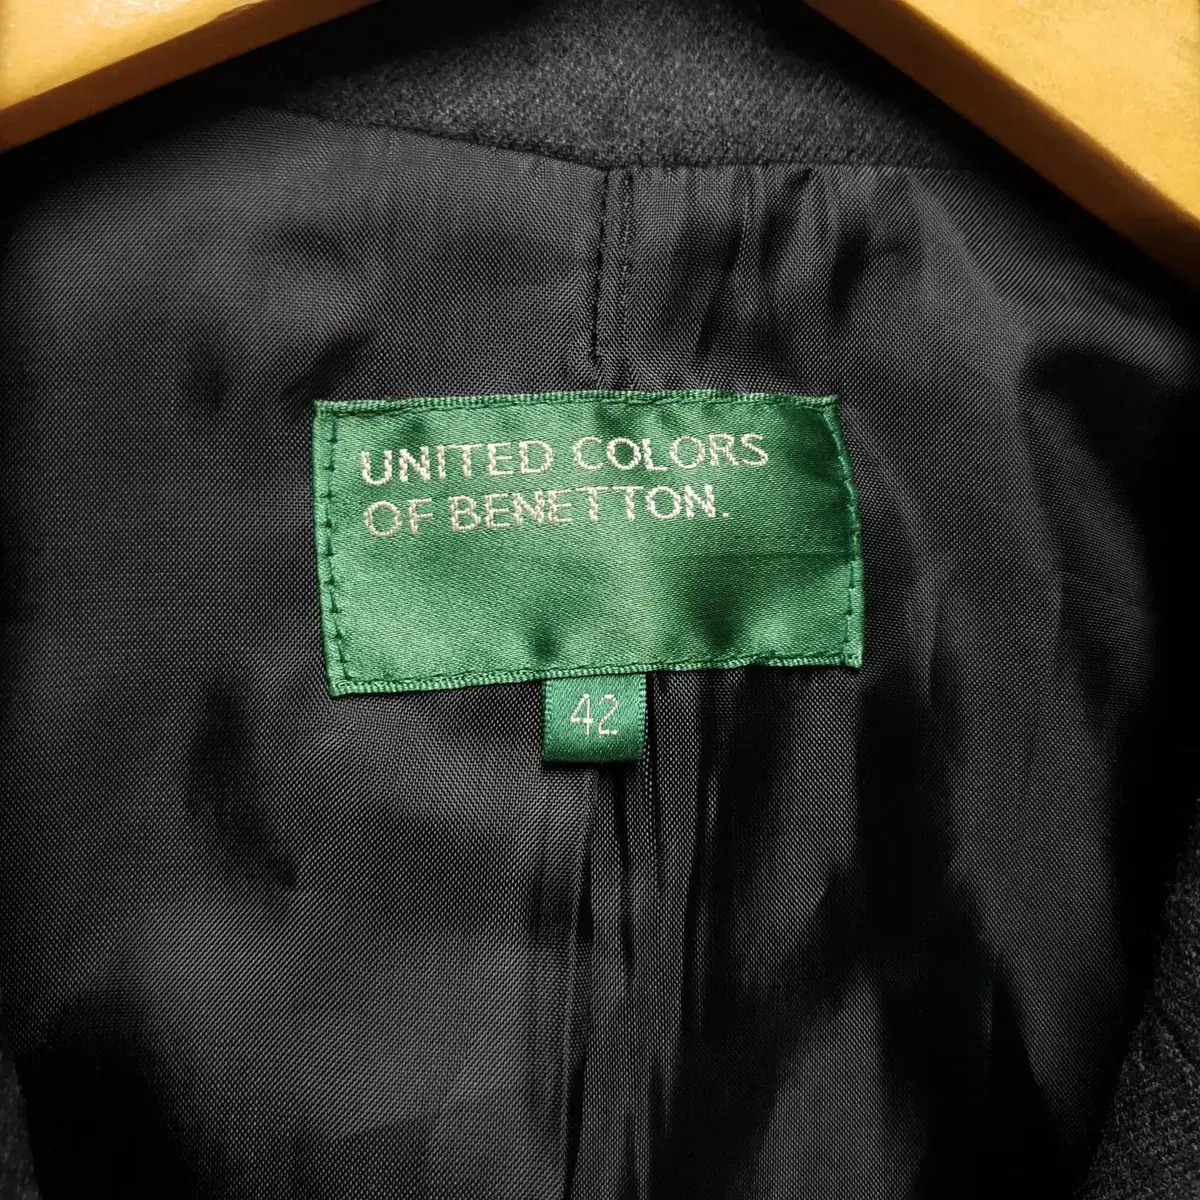 UNITED COLORS
OF BENETTON.
42